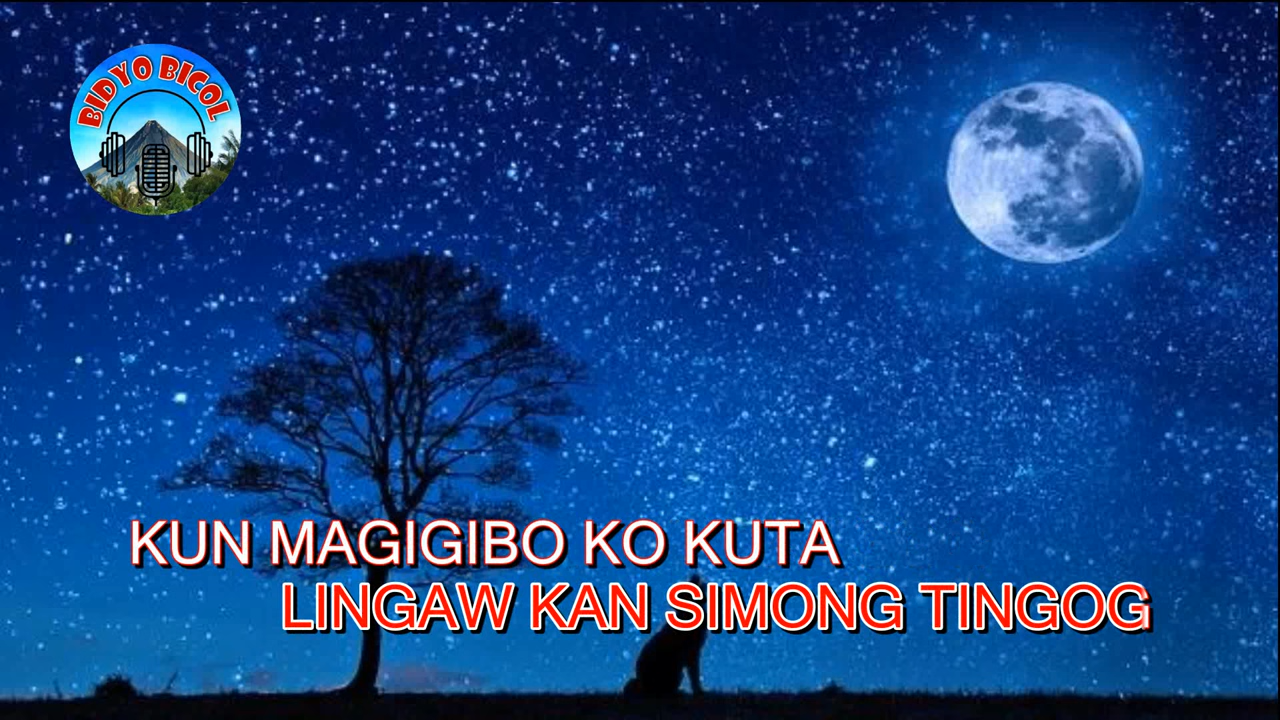 BIDYO BICOL
KUN MAGIGIBO KO KUTA
LINGAW KAN SIMONG TINGOG